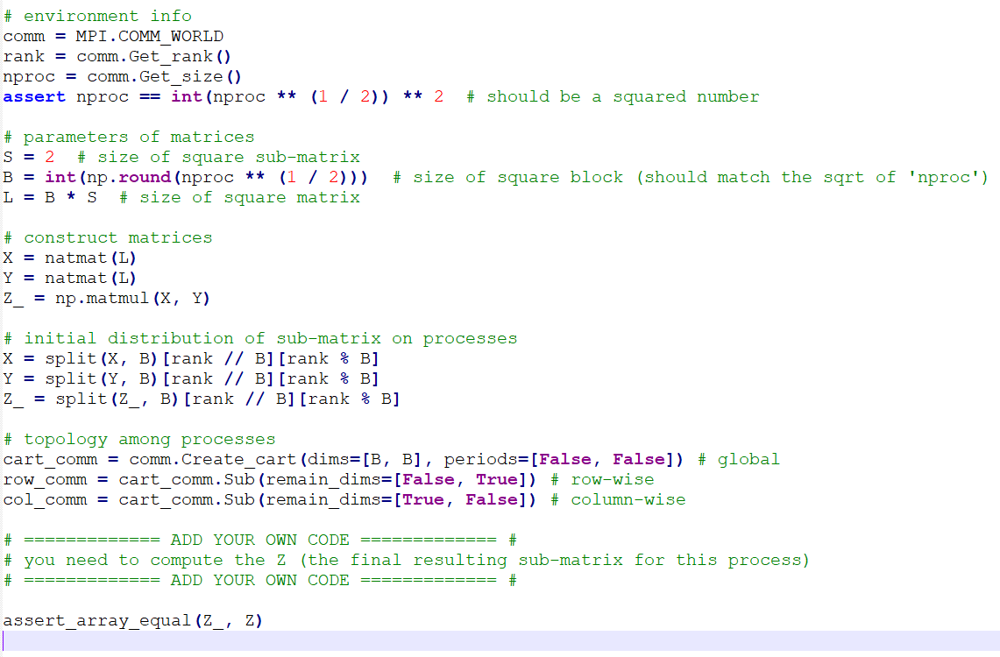 # environment info
comm = MPI.COMM_WORLD
rank = comm.Get_rank()
nproc = comm.Get_size()
assert nproc == int(nproc ** (1 / 2)) ** 2  # should be a squared number

# parameters of matrices
S = 2  # size of square sub-matrix
B = int(np.round(nproc ** (1 / 2)))  # size of square block (should match the sqrt of 'nproc')
L = B * S  # size of square matrix

# construct matrices
X = natmat(L)
Y = natmat(L)
Z_ = np.matmul(X, Y)

# initial distribution of sub-matrix on processes
X = split(X, B)[rank // B][rank % B]
Y = split(Y, B)[rank // B][rank % B]
Z_ = split(Z_, B)[rank // B][rank % B]

# topology among processes
cart_comm = comm.Create_cart(dims=[B, B], periods=[False, False]) # global
row_comm = cart_comm.Sub(remain_dims=[False, True]) # row-wise
col_comm = cart_comm.Sub(remain_dims=[True, False]) # column-wise

# ============= ADD YOUR OWN CODE ============= #
# you need to compute the Z (the final resulting sub-matrix for this process)
# ============= ADD YOUR OWN CODE ============= #

assert_array_equal(Z_, Z)